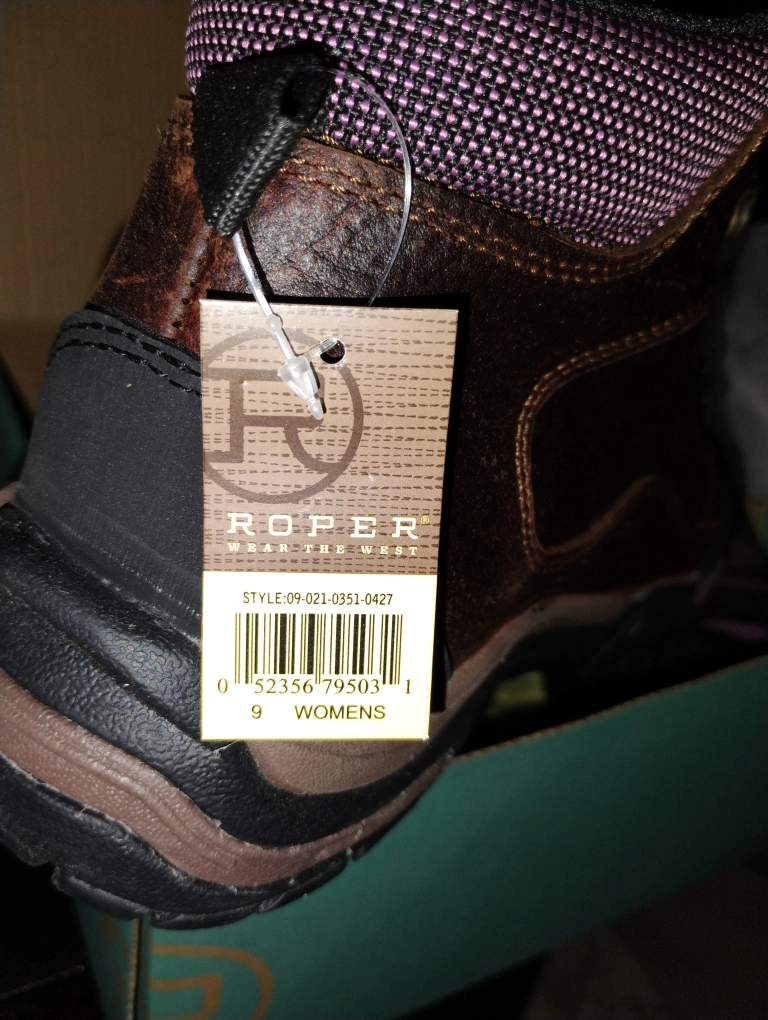 R
ROPER®
WEAR THE WEST
STYLE:09-021-0351-0427
0 52356 79503 1
9 WOMENS